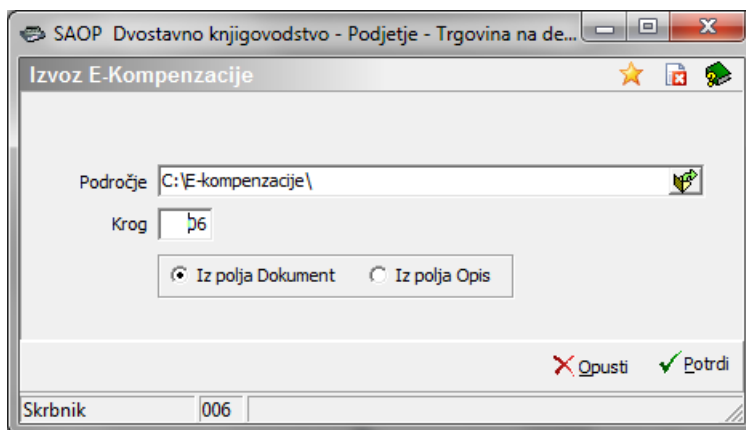 SAOP Dvostavno knjigovodstvo - Podjetje - Trgovina na de...
Izvoz E-Kompenzacije
Področje C:\E-kompenzacije\
Krog 06
Iz polja Dokument Iz polja Opis
Opusti Potrdi
Skrbnik 006